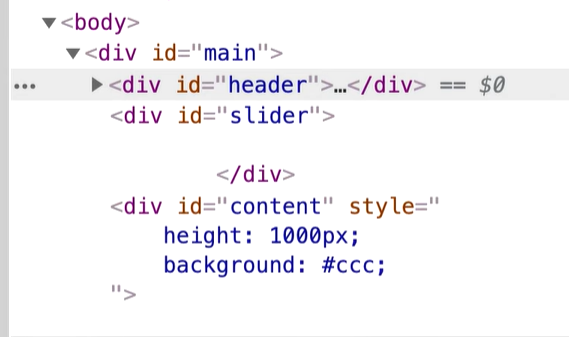 ▼<body>
▼<div id="main">
••• ▶<div id="header">…</div> == $0
<div id="slider">
</div>
<div id="content" style="
height: 1000px;
background: #ccc;
">